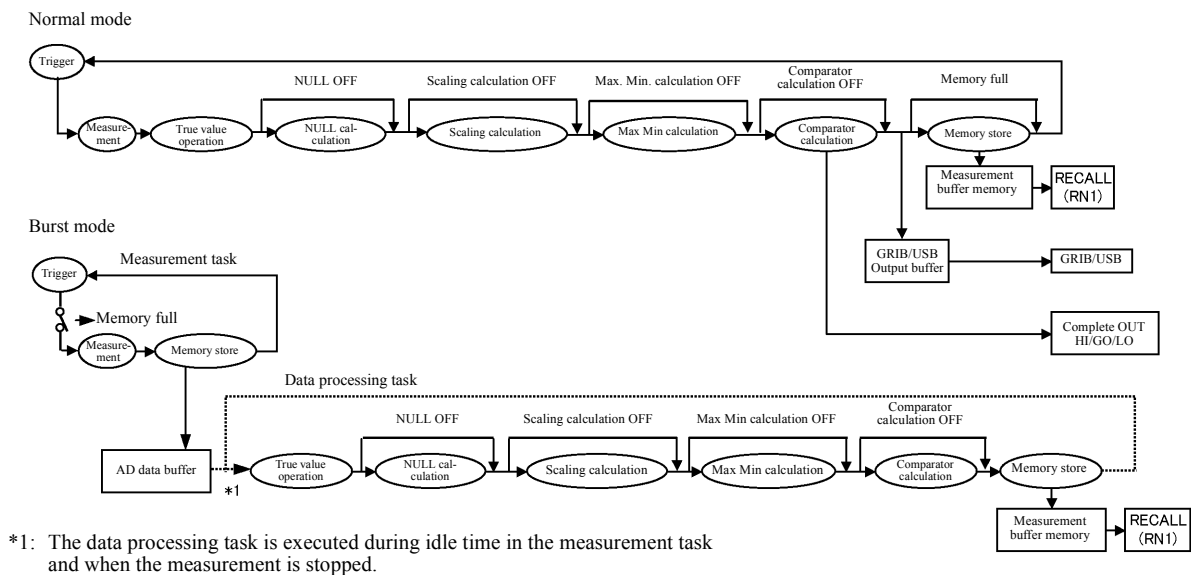 Normal mode
Trigger
NULL OFF
Scaling calculation OFF
Max. Min. calculation OFF
Comparator
calculation OFF
Memory full
Measure-
ment
True value
operation
NULL cal-
culation
Scaling calculation
Max Min calculation
Comparator
calculation
Memory store
Measurement
buffer memory
RECALL
(RN1)
GRIB/USB
Output buffer
GRIB/USB
Complete OUT
HI/GO/LO
Burst mode
Measurement task
Trigger
Memory full
Measure-
ment
Memory store
Data processing task
NULL OFF
Scaling calculation OFF
Max Min calculation OFF
Comparator
calculation OFF
AD data buffer
*1
True value
operation
NULL cal-
culation
Scaling calculation
Max Min calculation
Comparator
calculation
Memory store
Measurement
buffer memory
RECALL
(RN1)
*1: The data processing task is executed during idle time in the measurement task
and when the measurement is stopped.